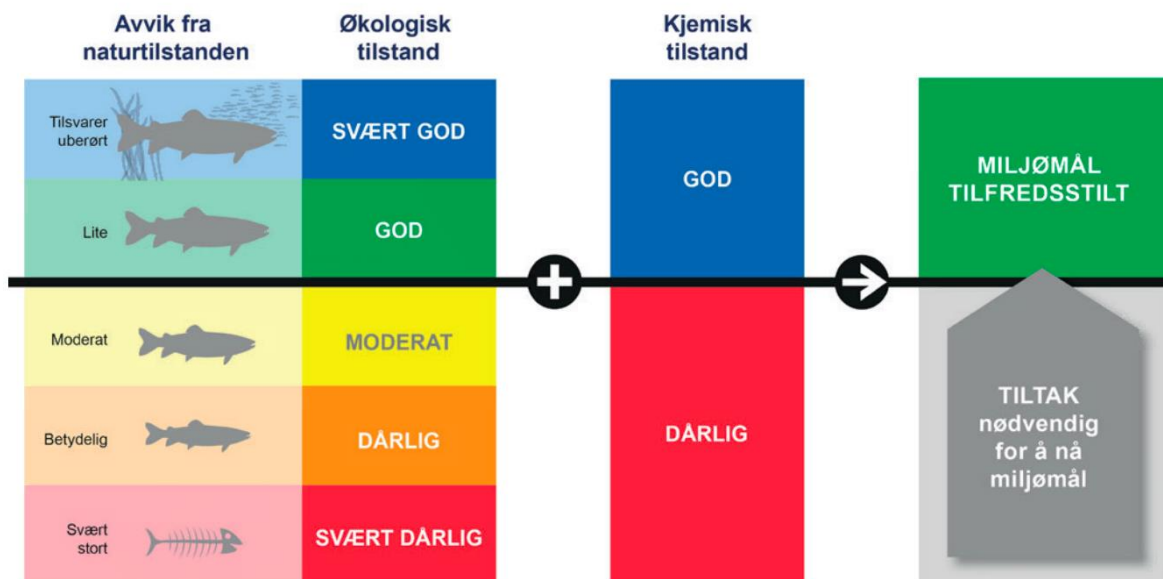 Avvik fra
naturtilstanden
Økologisk
tilstand
Kjemisk
tilstand
Tilsvarer
uberørt
SVÆRT GOD
Lite
GOD
GOD
MILJØMÅL
TILFREDSSTILT
Moderat
MODERAT
Betydelig
DÅRLIG
DÅRLIG
Svært
stort
SVÆRT DÅRLIG
TILTAK
nødvendig
for å nå
miljømål